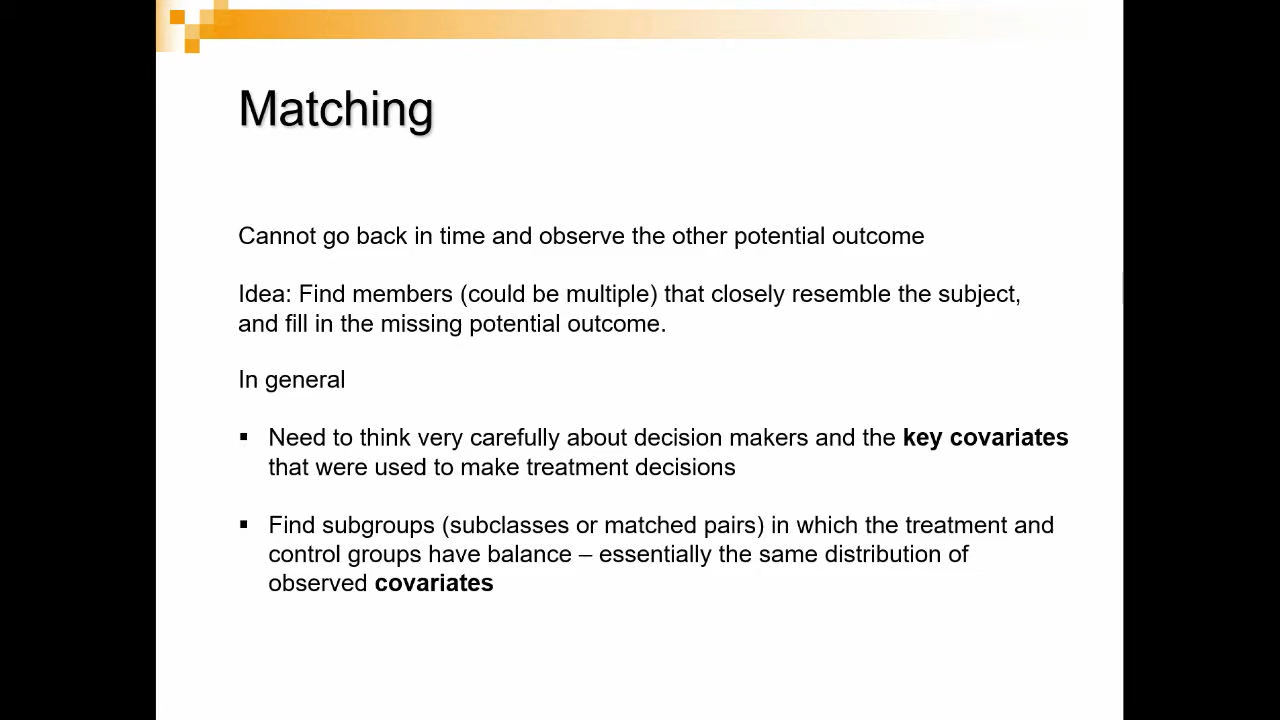 Matching
Cannot go back in time and observe the other potential outcome
Idea: Find members (could be multiple) that closely resemble the subject,
and fill in the missing potential outcome.
In general
▪ Need to think very carefully about decision makers and the key covariates
that were used to make treatment decisions
▪ Find subgroups (subclasses or matched pairs) in which the treatment and
control groups have balance – essentially the same distribution of
observed covariates